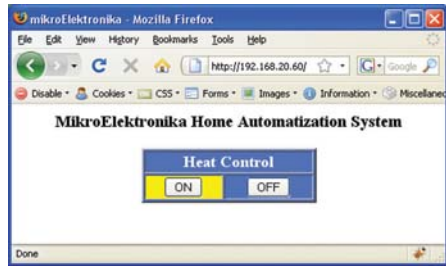 mikroElektronika - Mozilla Firefox
File Edit View History Bookmarks Tools Help
http://192.168.20.60/ Google
Disable Cookies CSS Forms Images Information Miscellaneo
MikroElektronika Home Automatization System
Heat Control
ON OFF
Done